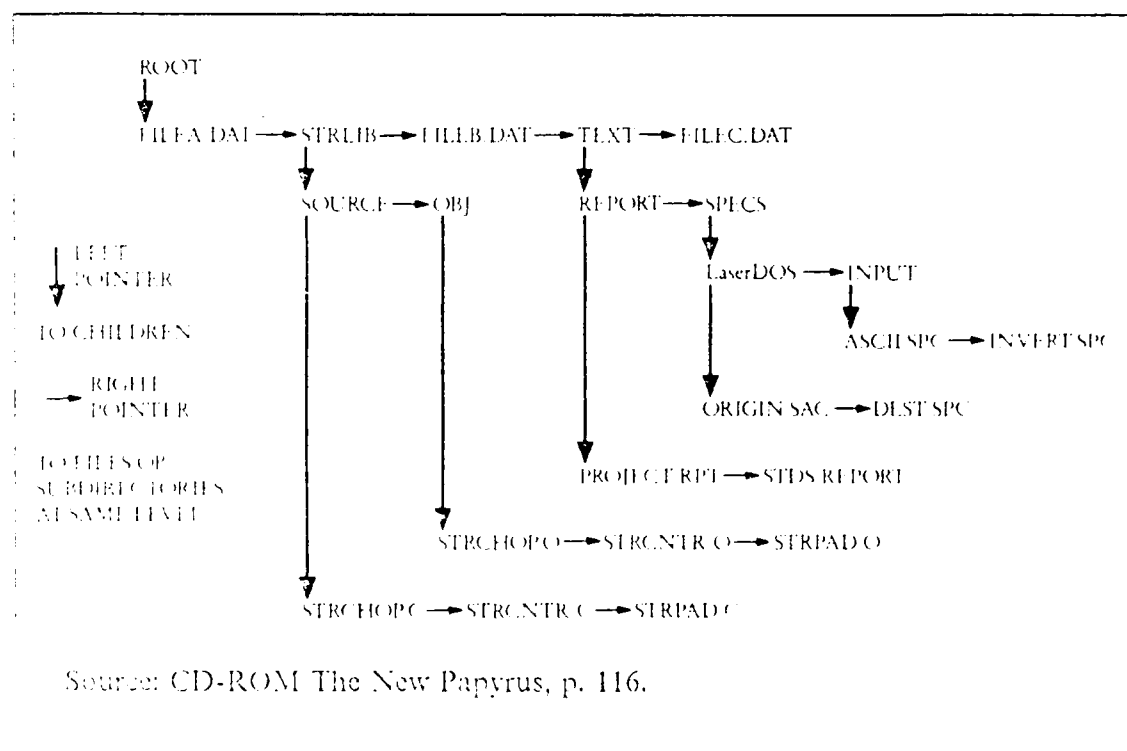 ROOT
FILEA.DAT STRLIB FILEB.DAT TEXT FILEC.DAT
SOURCE OBJ REPORT SPECS
LEFT
POINTER
LaserDOS INPUT
TO CHILDREN
ASCII.SPC INVERT.SPC
RIGHT
POINTER
ORIGIN.SAC DEST.SPC
TO FILES OR
SUBDIRECTORIES
AT SAME LEVEL
PROJECT.RPT STDS.REPORT
STRCHOP.O STRCNTR.O STRPAD.O
STRCHOP.C STRCNTR.C STRPAD.C
Source: CD-ROM The New Papyrus, p. 116.